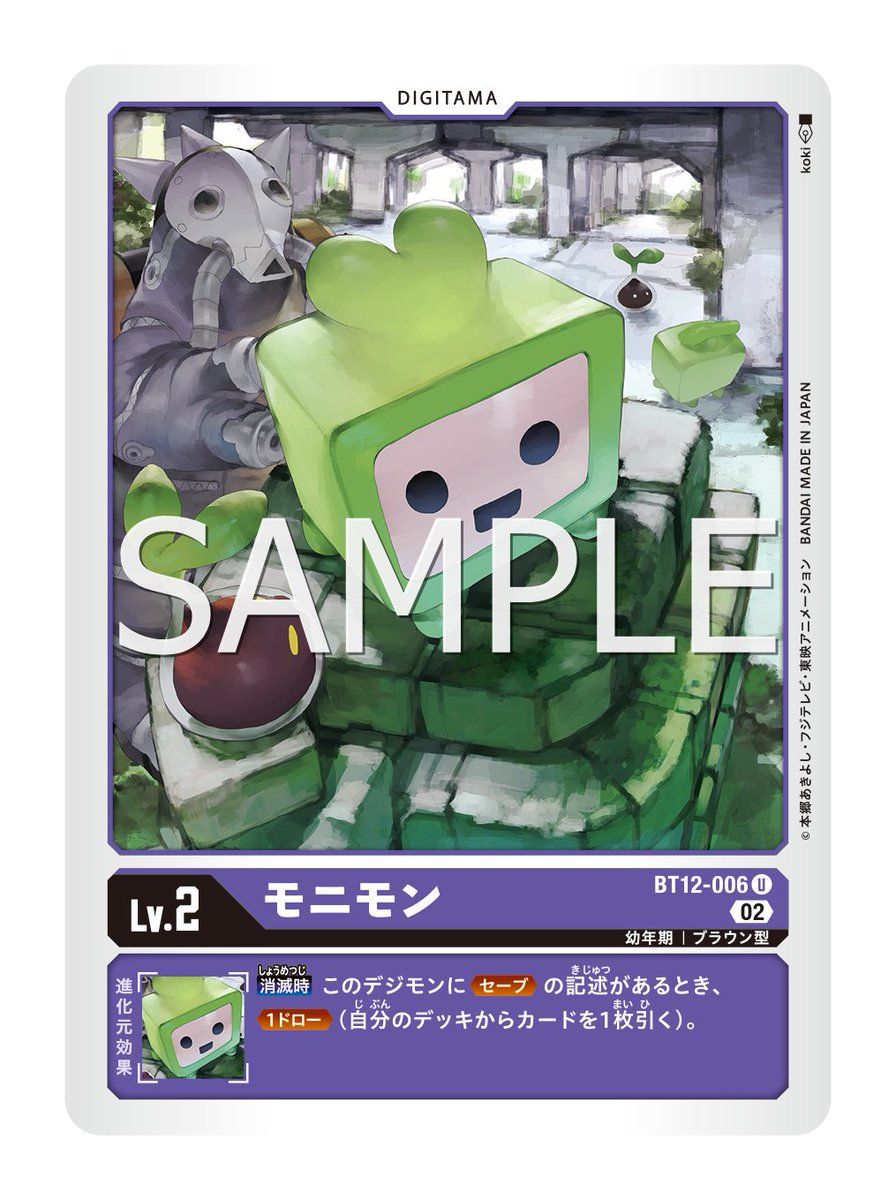 DIGITAMA
koki
SAMPLE
© 本郷あきよし・フジテレビ・東映アニメーション BANDAI MADE IN JAPAN
Lv.2
モニモン
BT12-006 U
02
幼年期 | ブラウン型
進化元効果
しょうめつじ きじゅつ
消滅時 このデジモンに セーブ の記述があるとき、
じぶん まい ひ
1ドロー (自分のデッキからカードを1枚引く)。